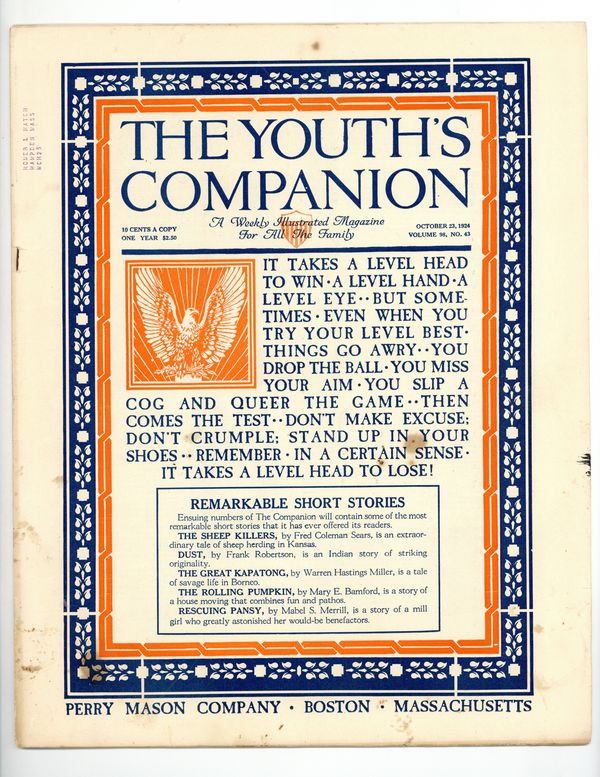 HOMER L HATCH
HAMPDEN MASS
THE YOUTH'S
COMPANION
10 CENTS A COPY
ONE YEAR $2.50
A Weekly Illustrated Magazine
For All The Family
OCTOBER 23, 1924
VOLUME 98, NO. 43
IT TAKES A LEVEL HEAD
TO WIN · A LEVEL HAND · A
LEVEL EYE · · BUT SOME-
TIMES · EVEN WHEN YOU
TRY YOUR LEVEL BEST ·
THINGS GO AWRY · · YOU
DROP THE BALL · YOU MISS
YOUR AIM · YOU SLIP A
COG AND QUEER THE GAME · · THEN
COMES THE TEST · · DON'T MAKE EXCUSE;
DON'T CRUMPLE; STAND UP IN YOUR
SHOES · · REMEMBER · IN A CERTAIN SENSE ·
IT TAKES A LEVEL HEAD TO LOSE!
REMARKABLE SHORT STORIES
Ensuing numbers of The Companion will contain some of the most
remarkable short stories that it has ever offered its readers.
THE SHEEP KILLERS, by Fred Coleman Sears, is an extraor-
dinary tale of sheep herding in Kansas.
DUST, by Frank Robertson, is an Indian story of striking
originality.
THE GREAT KAPATONG, by Warren Hastings Miller, is a tale
of savage life in Borneo.
THE ROLLING PUMPKIN, by Mary E. Bamford, is a story of
a house moving that combines fun and pathos.
RESCUING PANSY, by Mabel S. Merrill, is a story of a mill
girl who greatly astonished her would-be benefactors.
PERRY MASON COMPANY · BOSTON · MASSACHUSETTS